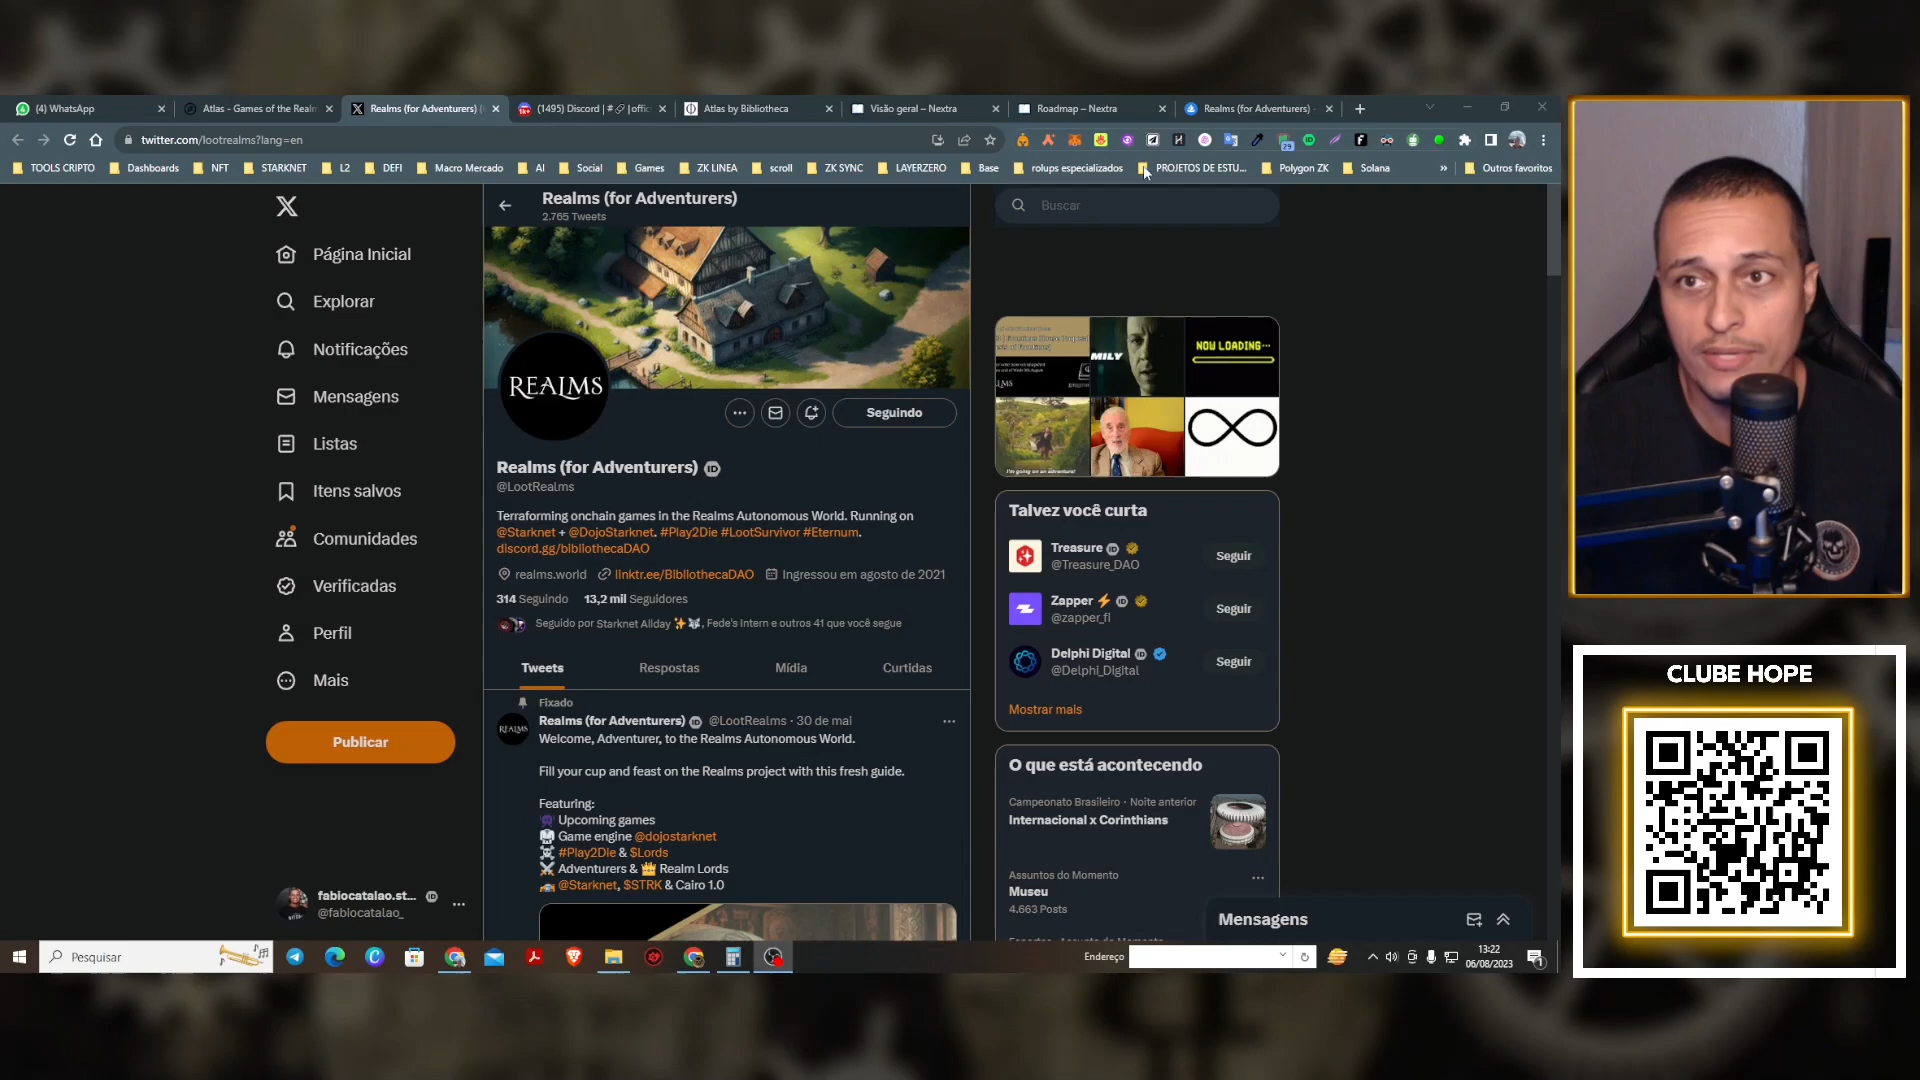 (4) WhatsApp
Atlas - Games of the Realm
Realms (for Adventurers) (
(1495) Discord | #
Atlas by Bibliotheca
Visão geral – Nextra
Roadmap – Nextra
Realms (for Adventurers) -
twitter.com/lootrealms?lang=en
TOOLS CRIPTO
Dashboards
NFT
STARKNET
L2
DEFI
Macro Mercado
AI
Social
Games
ZK LINEA
scroll
ZK SYNC
LAYERZERO
Base
rolups especializados
PROJETOS DE ESTU...
Polygon ZK
Solana
»
Outros favoritos
Página Inicial
Explorar
Notificações
Mensagens
Listas
Itens salvos
Comunidades
Verificadas
Perfil
Mais
Publicar
fabiocatalao.st...
@fabiocatalao_
Realms (for Adventurers)
2.765 Tweets
REALMS
Seguindo
Realms (for Adventurers)
@LootRealms
Terraforming onchain games in the Realms Autonomous World. Running on
@Starknet + @DojoStarknet. #Play2Die #LootSurvivor #Eternum.
discord.gg/bibliothecaDAO
realms.world
linktr.ee/BibliothecaDAO
Ingressou em agosto de 2021
314 Seguindo 13,2 mil Seguidores
Seguido por Starknet Allday ✨🐺, Fede's Intern e outros 41 que você segue
Tweets
Respostas
Mídia
Curtidas
Fixado
REALMS
Realms (for Adventurers) @LootRealms · 30 de mai
Welcome, Adventurer, to the Realms Autonomous World.
Fill your cup and feast on the Realms project with this fresh guide.
Featuring:
👾 Upcoming games
Game engine @dojostarknet
☠️ #Play2Die & $Lords
⚔️ Adventurers & 👑 Realm Lords
@Starknet, $STRK & Cairo 1.0
Buscar
MILY
NOW LOADING...
I'm going on an adventure!
Talvez você curta
Treasure
@Treasure_DAO
Seguir
Zapper ⚡
@zapper_fi
Seguir
Delphi Digital
@Delphi_Digital
Seguir
Mostrar mais
O que está acontecendo
Campeonato Brasileiro · Noite anterior
Internacional x Corinthians
Assuntos do Momento
Museu
4.663 Posts
Mensagens
Pesquisar
Endereço
13:22
06/08/2023
CLUBE HOPE